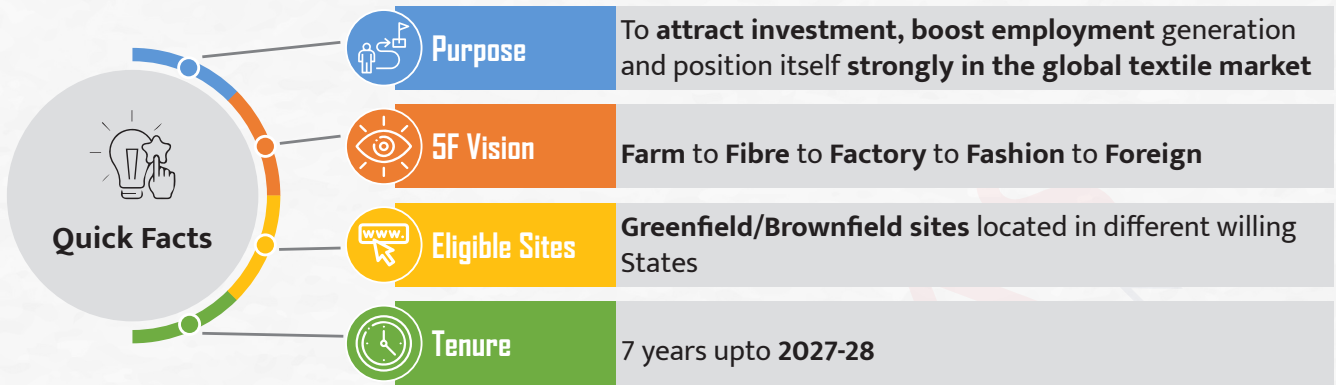 Quick Facts
Purpose
To attract investment, boost employment generation
and position itself strongly in the global textile market
5F Vision
Farm to Fibre to Factory to Fashion to Foreign
www.
Eligible Sites
Greenfield/Brownfield sites located in different willing
States
Tenure
7 years upto 2027-28